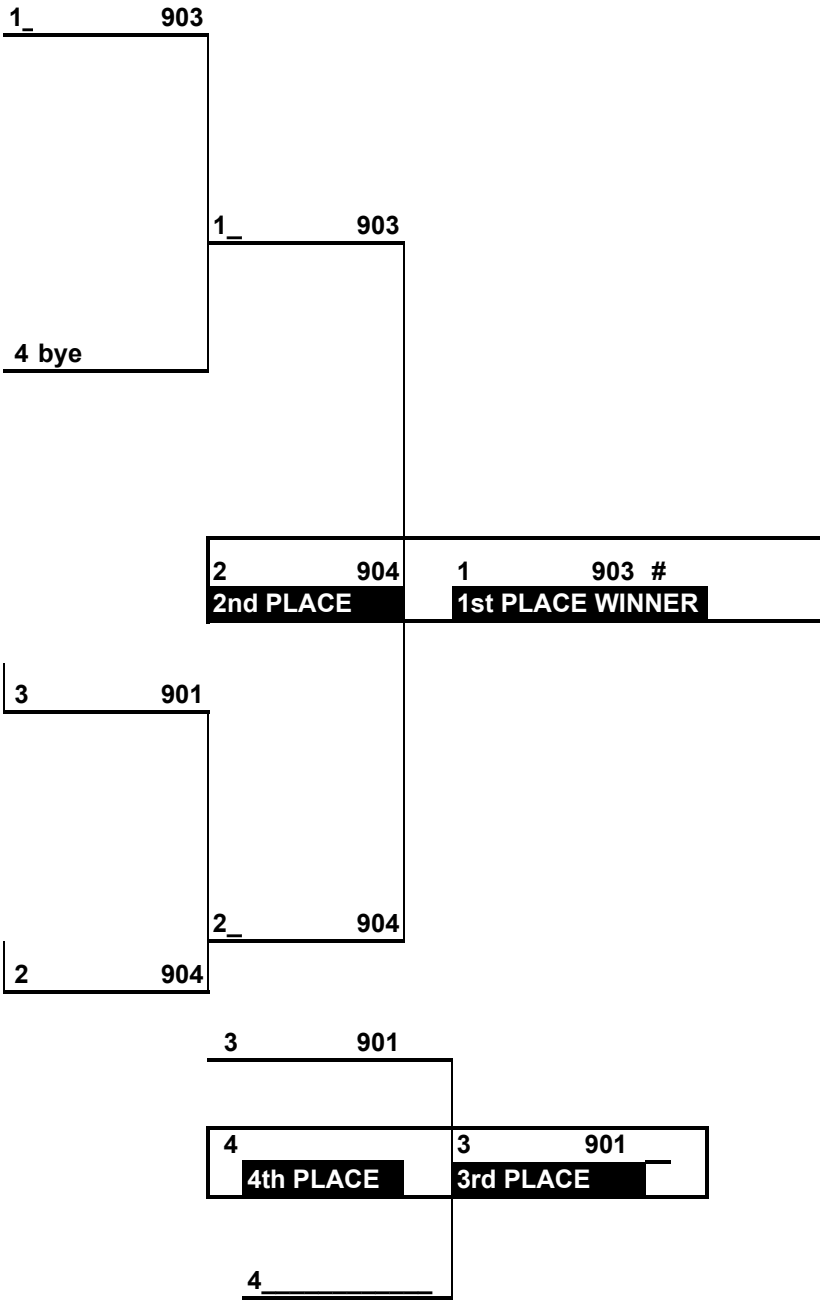 1_ 903
1_ 903
4 bye
2 904 1 903 #
2nd PLACE 1st PLACE WINNER
3 901
2_ 904
2 904
3 901
4 3 901 _
4th PLACE 3rd PLACE
4____________